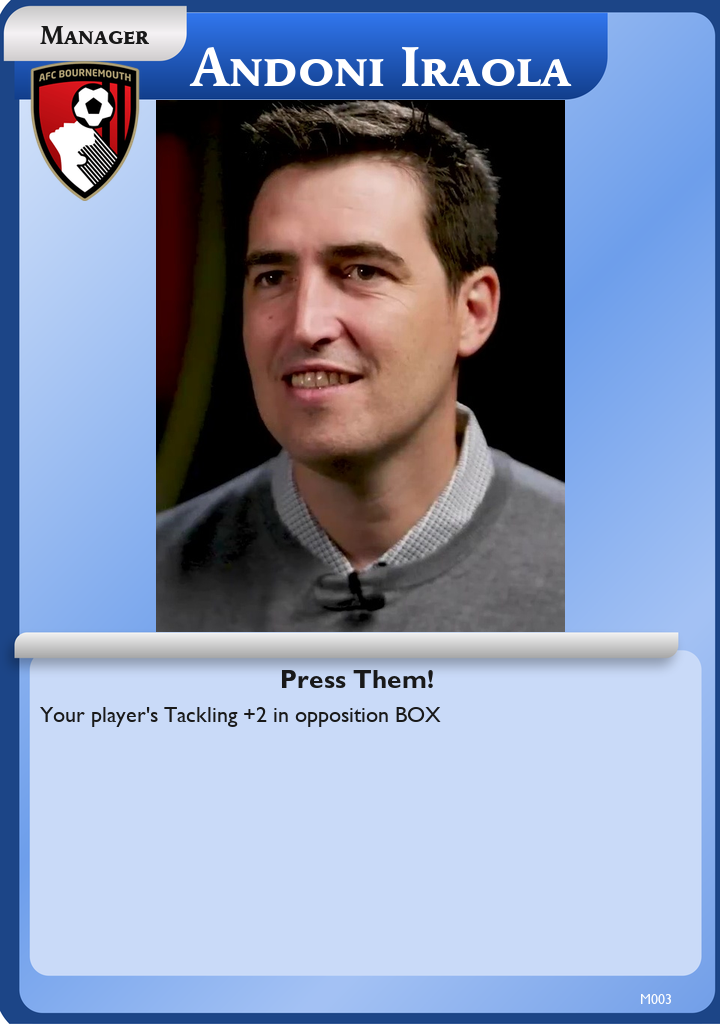 Manager
Andoni Iraola
AFC BOURNEMOUTH
Press Them!
Your player's Tackling +2 in opposition BOX
M003